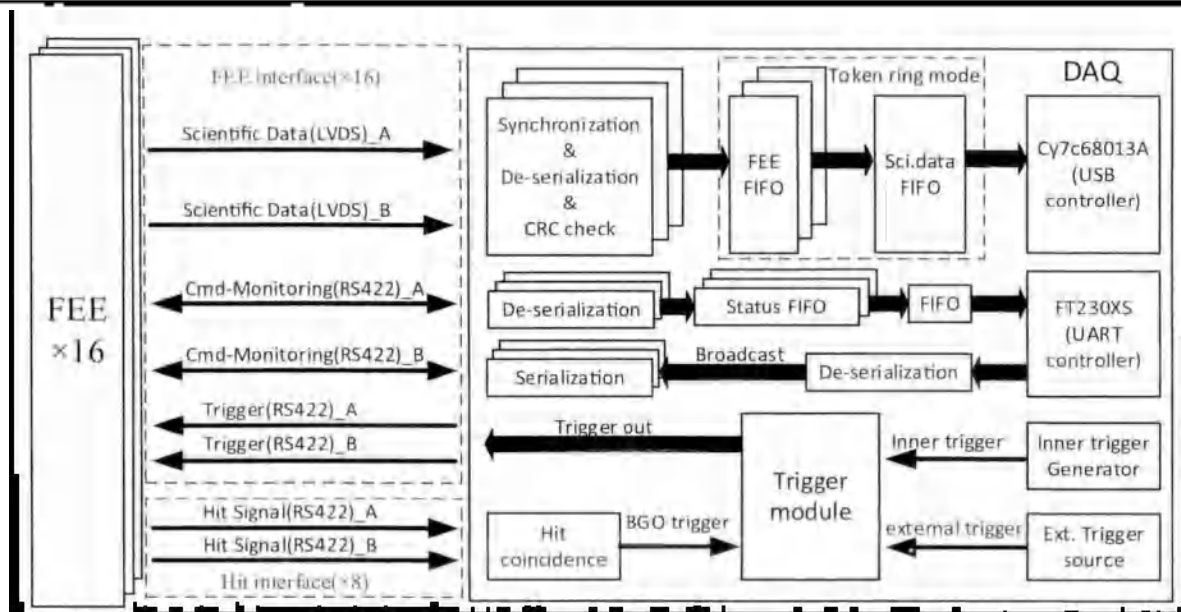 FEE
×16
FEE interface(×16)
Scientific Data(LVDS)_A
Scientific Data(LVDS)_B
Cmd-Monitoring(RS422)_A
Cmd-Monitoring(RS422)_B
Trigger(RS422)_A
Trigger(RS422)_B
Hit Signal(RS422)_A
Hit Signal(RS422)_B
Hit interface(×8)
DAQ
Synchronization
&
De-serialization
&
CRC check
Token ring mode
FEE
FIFO
Sci.data
FIFO
Cy7c68013A
(USB
controller)
De-serialization
Status FIFO
FIFO
FT230XS
(UART
controller)
Serialization
Broadcast
De-serialization
Trigger out
Trigger
module
Inner trigger
Inner trigger
Generator
Hit
coincidence
BGO trigger
external trigger
Ext. Trigger
source